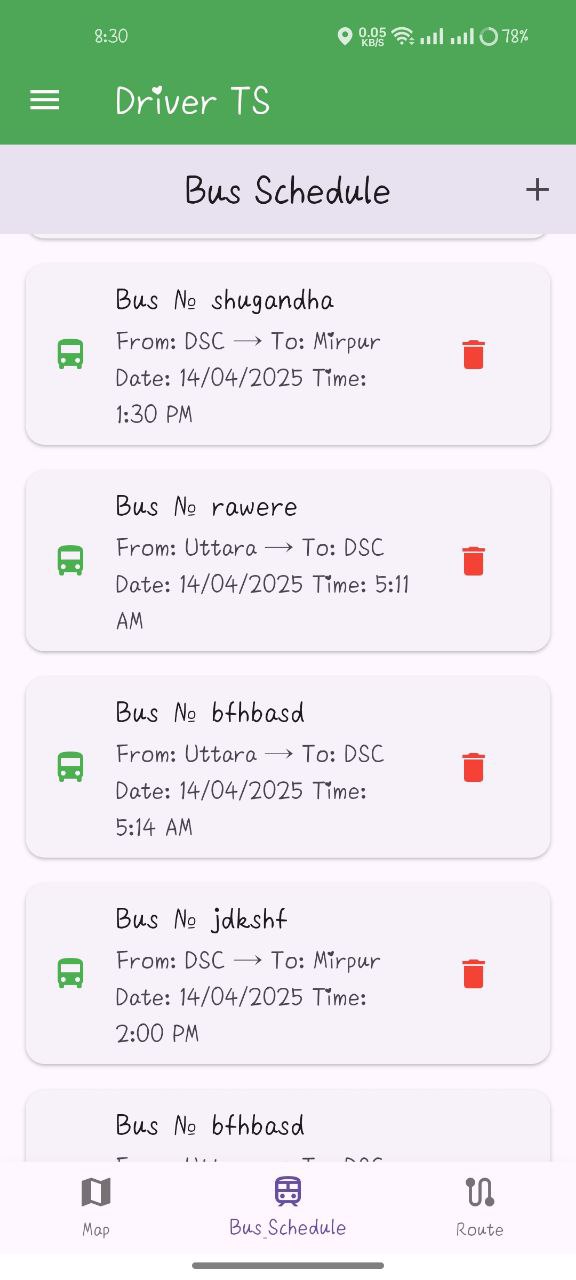 8:30
0.05 KB/S
78%
Driver TS
Bus Schedule
Bus № shugandha
From: DSC → To: Mirpur
Date: 14/04/2025 Time:
1:30 PM
Bus № rawere
From: Uttara → To: DSC
Date: 14/04/2025 Time: 5:11
AM
Bus № bfhbasd
From: Uttara → To: DSC
Date: 14/04/2025 Time:
5:14 AM
Bus № jdkshf
From: DSC → To: Mirpur
Date: 14/04/2025 Time:
2:00 PM
Bus № bfhbasd
Map
Bus_Schedule
Route